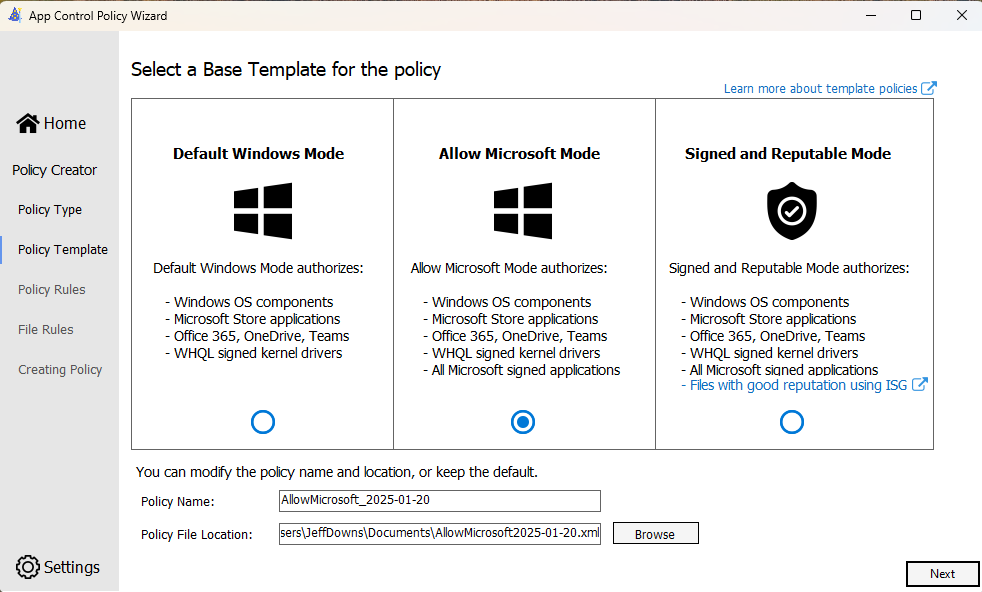 App Control Policy Wizard
Home
Policy Creator
Policy Type
Policy Template
Policy Rules
File Rules
Creating Policy
Settings
Select a Base Template for the policy
Learn more about template policies
Default Windows Mode
Default Windows Mode authorizes:
- Windows OS components
- Microsoft Store applications
- Office 365, OneDrive, Teams
- WHQL signed kernel drivers
Allow Microsoft Mode
Allow Microsoft Mode authorizes:
- Windows OS components
- Microsoft Store applications
- Office 365, OneDrive, Teams
- WHQL signed kernel drivers
- All Microsoft signed applications
Signed and Reputable Mode
Signed and Reputable Mode authorizes:
- Windows OS components
- Microsoft Store applications
- Office 365, OneDrive, Teams
- WHQL signed kernel drivers
- All Microsoft signed applications
- Files with good reputation using ISG
You can modify the policy name and location, or keep the default.
Policy Name:
AllowMicrosoft_2025-01-20
Policy File Location:
sers\JeffDowns\Documents\AllowMicrosoft2025-01-20.xml
Browse
Next